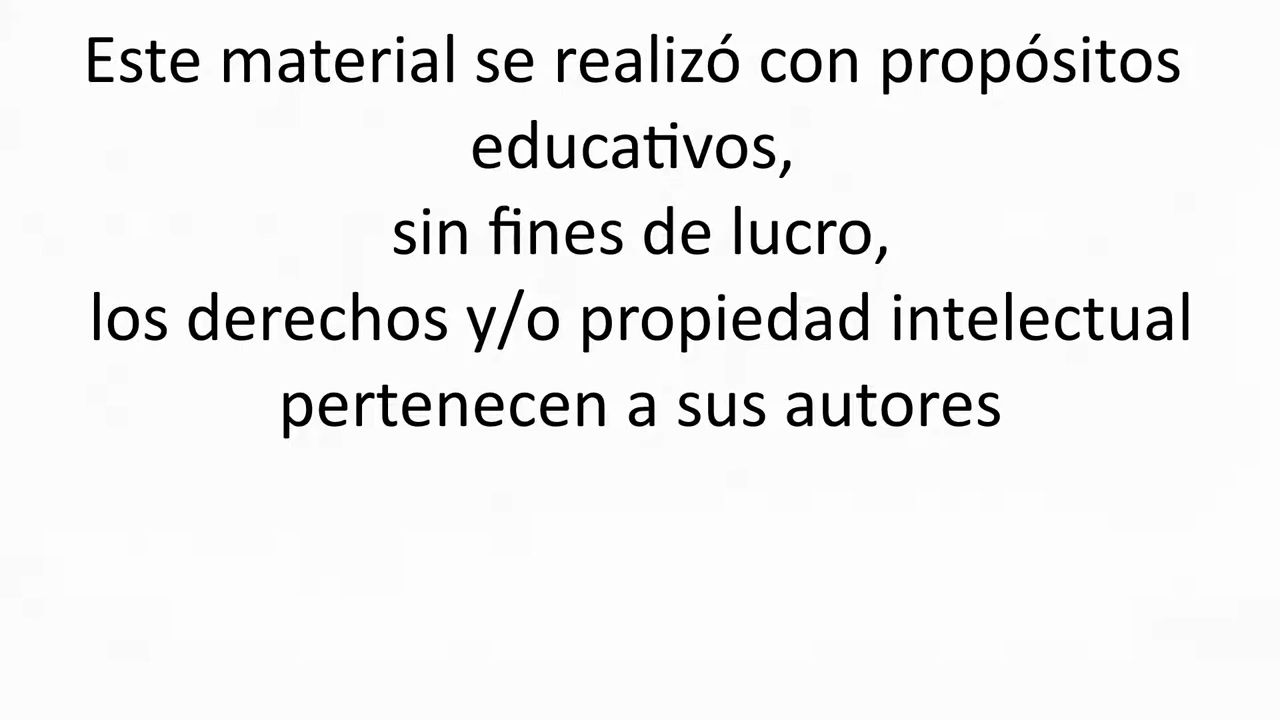 Este material se realizó con propósitos
educativos,
sin fines de lucro,
los derechos y/o propiedad intelectual
pertenecen a sus autores